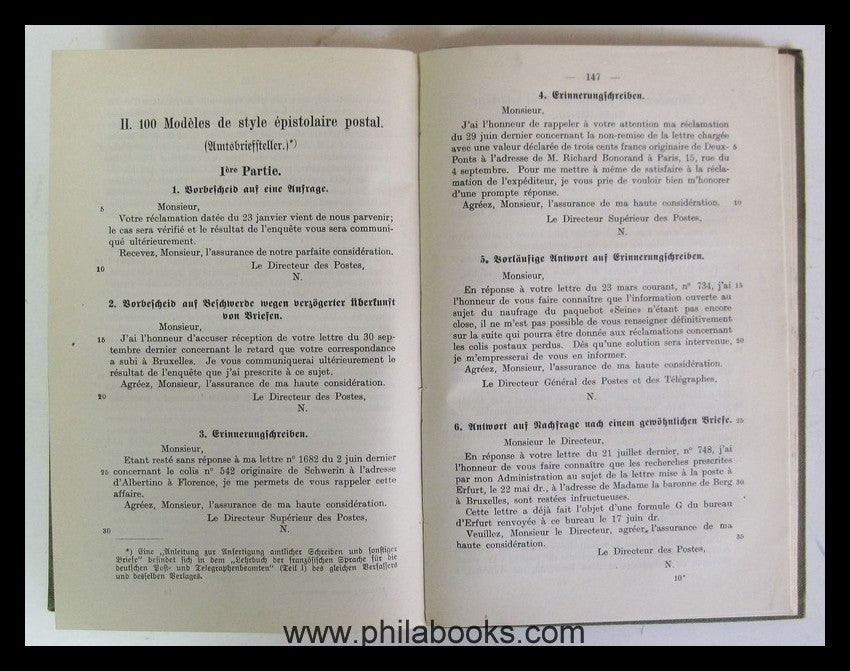 II. 100 Modèles de style épistolaire postal.
(Amtsbriefsteller.)*)
1ère Partie.
1. Vorbescheid auf eine Anfrage.
5 Monsieur,
Votre réclamation datée du 23 janvier vient de nous parvenir;
le cas sera vérifié et le résultat de l'enquête vous sera communi-
qué ultérieurement.
Recevez, Monsieur, l'assurance de notre parfaite considération.
10 Le Directeur des Postes,
N.
2. Vorbescheid auf Beschwerde wegen verzögerter Überkunft
von Briefen.
Monsieur,
15 J'ai l'honneur d'accuser réception de votre lettre du 30 sep-
tembre dernier concernant le retard que votre correspondance
a subi à Bruxelles. Je vous communiquerai ultérieurement le
résultat de l'enquête que j'ai prescrite à ce sujet.
Agréez, Monsieur, l'assurance de ma haute considération.
20 Le Directeur des Postes,
N.
3. Erinnerungschreiben.
Monsieur,
Etant resté sans réponse à ma lettre n° 1682 du 2 juin dernier
25 concernant le colis n° 542 originaire de Schwerin à l'adresse
d'Albertino à Florence, je me permets de vous rappeler cette
affaire.
Agréez, Monsieur, l'assurance de ma haute considération.
Le Directeur Supérieur des Postes,
30 N.
*) Eine „Anleitung zur Anfertigung amtlicher Schreiben und sonstiger
Briefe" befindet sich in dem „Lehrbuch der französischen Sprache für die
deutschen Post- und Telegraphenbeamten" (Teil I) des gleichen Verfassers
und desselben Verlages.
— 147 —
4. Erinnerungschreiben.
Monsieur,
J'ai l'honneur de rappeler à votre attention ma réclamation
du 29 juin dernier concernant la non-remise de la lettre chargée
avec une valeur déclarée de trois cents francs originaire de Deux- 5
Ponts à l'adresse de M. Richard Bonorand à Paris, 15, rue du
4 septembre. Pour me mettre à même de satisfaire à la récla-
mation de l'expéditeur, je vous prie de vouloir bien m'honorer
d'une prompte réponse.
Agréez, Monsieur, l'assurance de ma haute considération. 10
Le Directeur Supérieur des Postes,
N.
5. Vorläufige Antwort auf Erinnerungschreiben.
Monsieur,
En réponse à votre lettre du 23 mars courant, n° 734, j'ai 15
l'honneur de vous faire connaître que l'information ouverte au
sujet du naufrage du paquebot «Seine» n'étant pas encore
close, il ne m'est pas possible de vous renseigner définitivement
sur la suite qui pourra être donnée aux réclamations concernant
les colis postaux perdus. Dès qu'une solution sera intervenue, 20
je m'empresserai de vous en informer.
Agréez, Monsieur, l'assurance de ma haute considération.
Le Directeur Général des Postes et des Télégraphes,
N.
6. Antwort auf Nachfrage nach einem gewöhnlichen Briefe. 25
Monsieur le Directeur,
En réponse à votre lettre du 21 juillet dernier, n° 748, j'ai
l'honneur de vous faire connaître que les recherches prescrites
par mon Administration au sujet de la lettre mise à la poste à
Erfurt, le 22 mai dr., à l'adresse de Madame la baronne de Berg 30
à Bruxelles, sont restées infructueuses.
Cette lettre a déjà fait l'objet d'une formule G du bureau
d'Erfurt renvoyée à ce bureau le 17 juin dr.
Veuillez, Monsieur le Directeur, agréer l'assurance de ma
haute considération. 35
Le Directeur des Postes,
N.
10*
www.philabooks.com